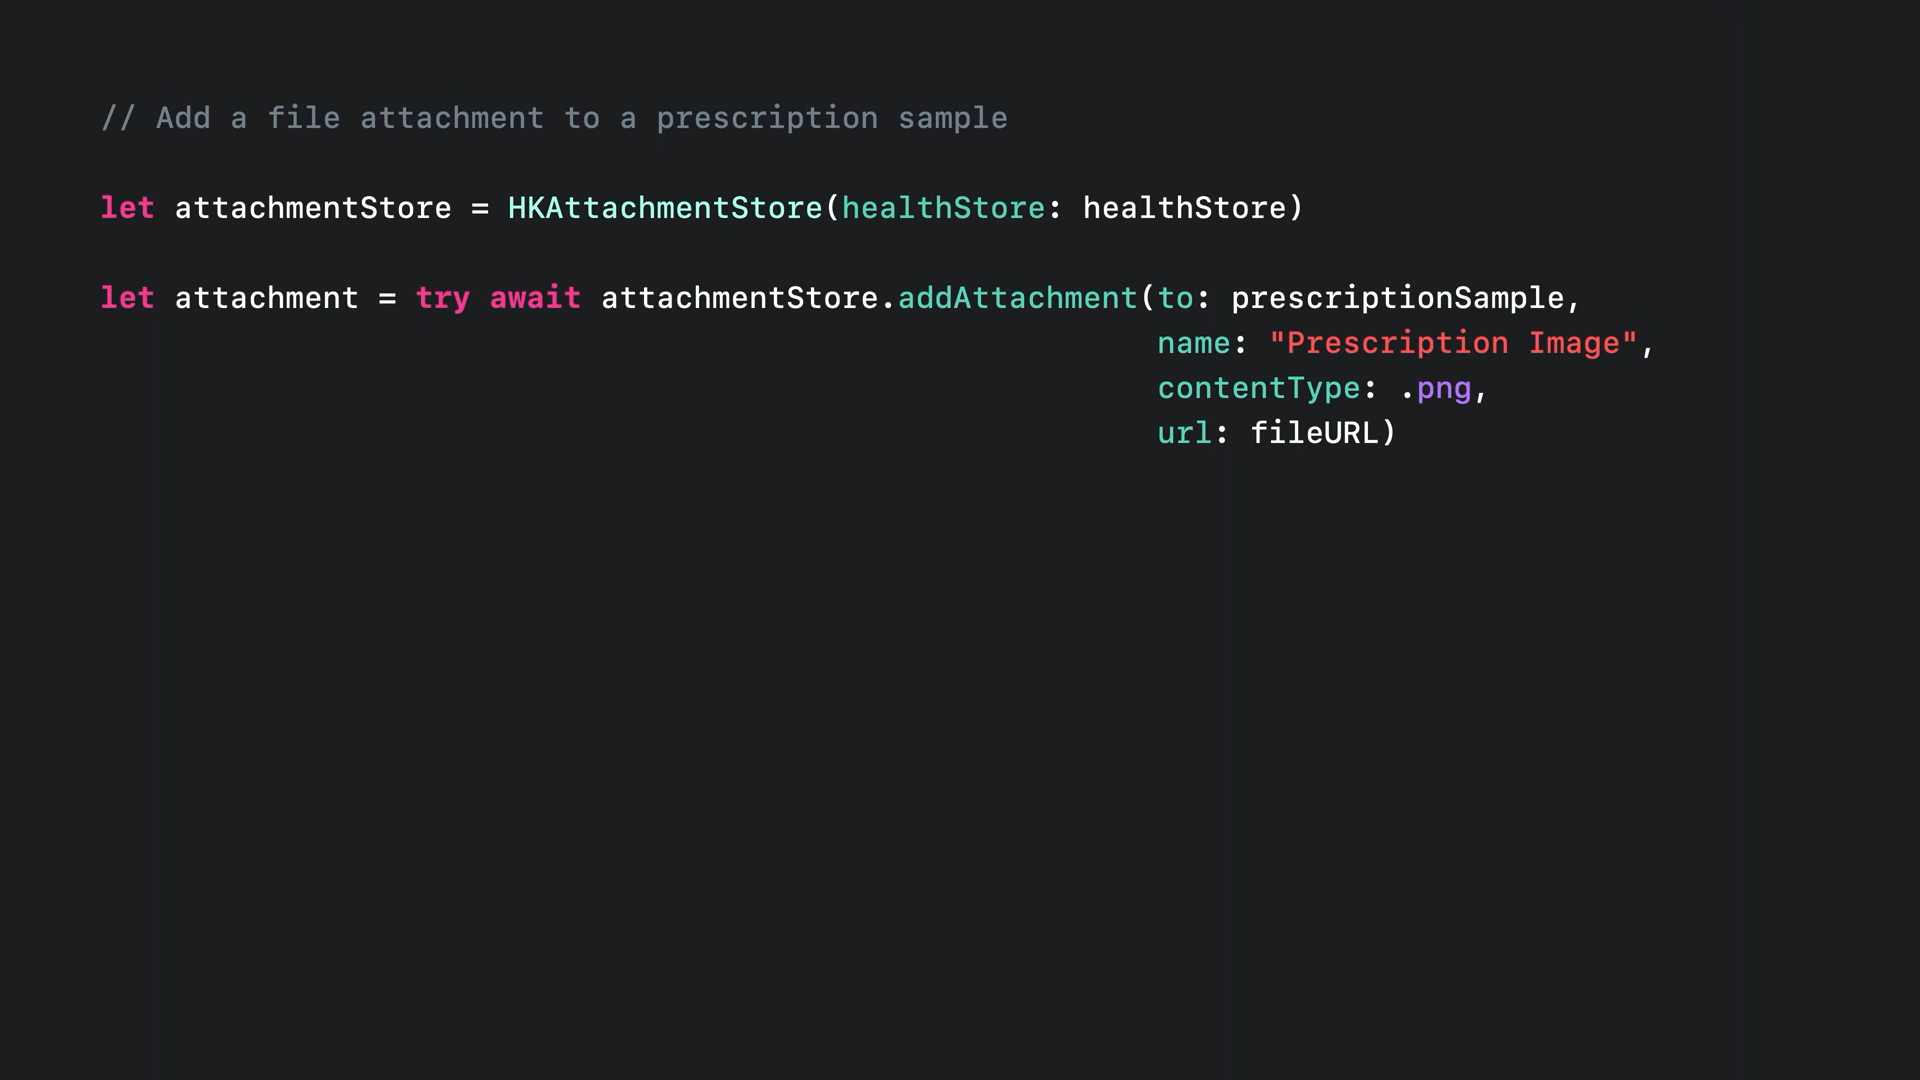 // Add a file attachment to a prescription sample
let attachmentStore = HKAttachmentStore(healthStore: healthStore)
let attachment = try await attachmentStore.addAttachment(to: prescriptionSample,
name: "Prescription Image",
contentType: .png,
url: fileURL)